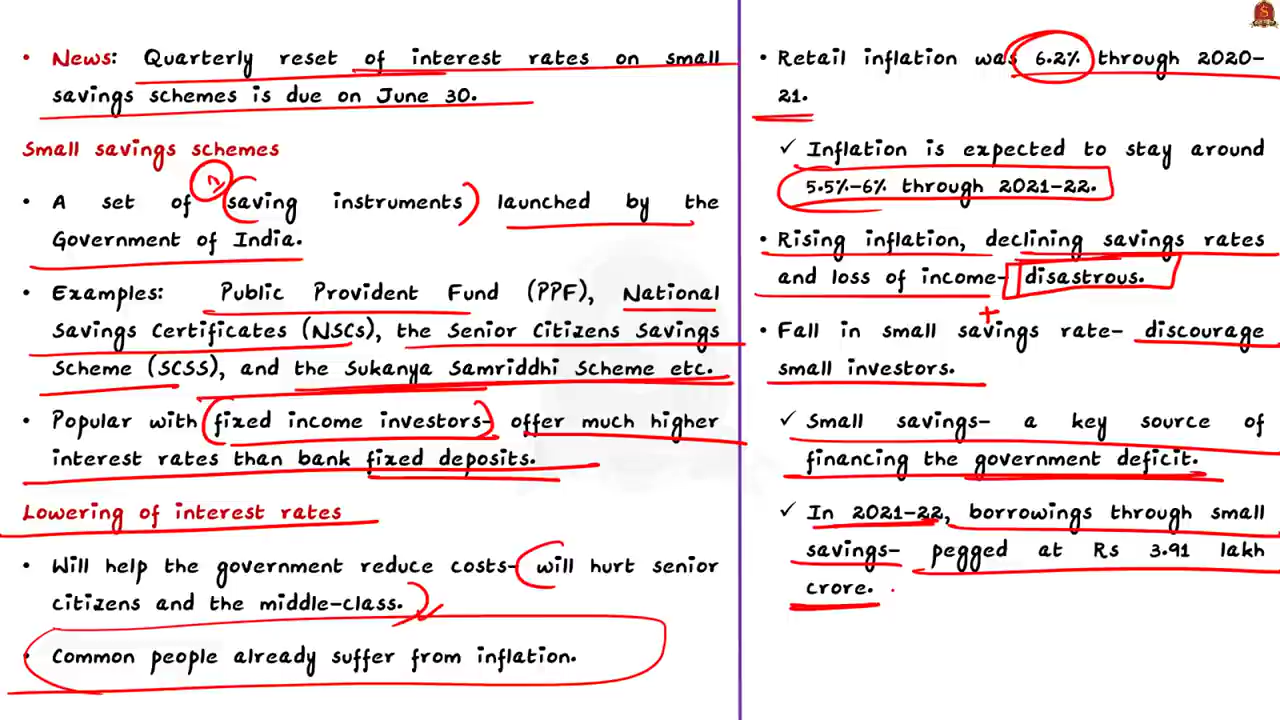 • News: Quarterly reset of interest rates on small
savings schemes is due on June 30.
Small savings schemes
• A set of saving instruments launched by the
Government of India.
• Examples: Public Provident Fund (PPF), National
Savings Certificates (NSCs), the Senior Citizens Savings
Scheme (SCSS), and the Sukanya Samriddhi Scheme etc.
• Popular with fixed income investors- offer much higher
interest rates than bank fixed deposits.
Lowering of interest rates
• Will help the government reduce costs- will hurt senior
citizens and the middle-class.
• Common people already suffer from inflation.
• Retail inflation was 6.2% through 2020-
21.
✓ Inflation is expected to stay around
5.5%-6% through 2021-22.
• Rising inflation, declining savings rates
and loss of income- disastrous.
• Fall in small savings rate- discourage
small investors.
✓ Small savings- a key source of
financing the government deficit.
✓ In 2021-22, borrowings through small
savings- pegged at Rs 3.91 lakh
crore.